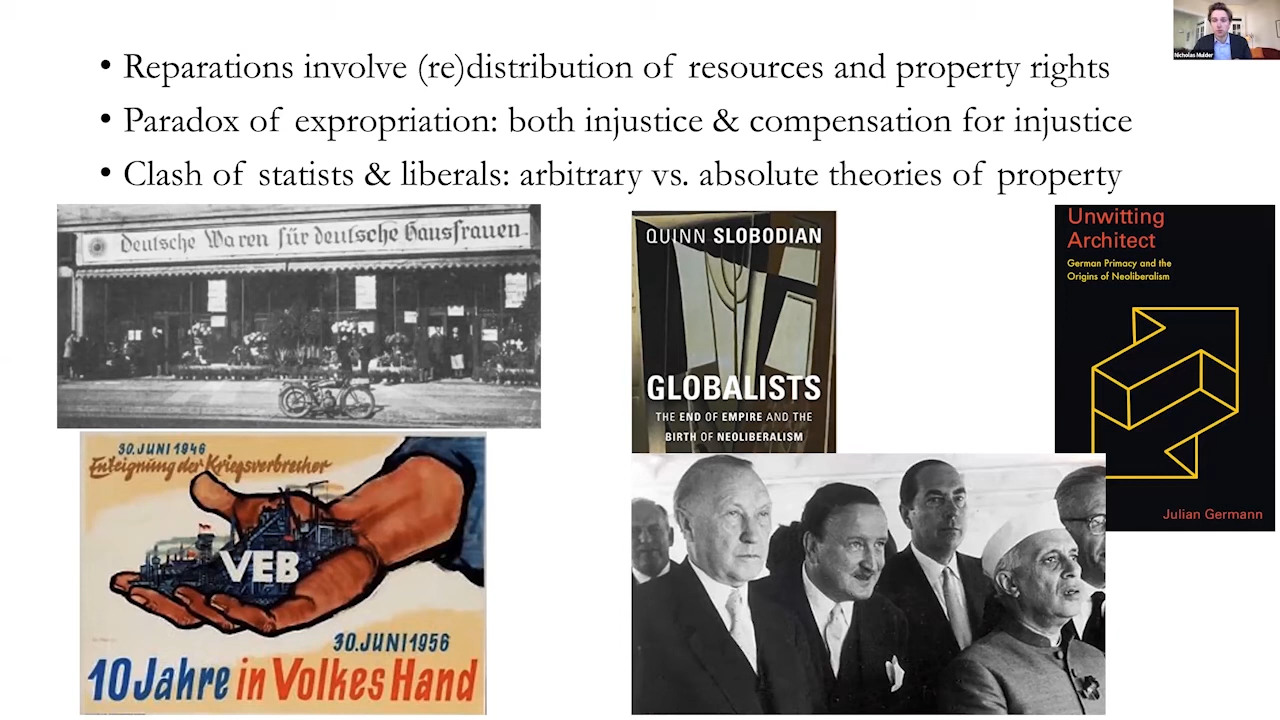 Nicholas Mulder
• Reparations involve (re)distribution of resources and property rights
• Paradox of expropriation: both injustice & compensation for injustice
• Clash of statists & liberals: arbitrary vs. absolute theories of property
Deutsche Waren für deutsche Hausfrauen
30. JUNI 1946
Enteignung der Kriegsverbrecher
VEB
30. JUNI 1956
10 Jahre in Volkes Hand
QUINN SLOBODIAN
GLOBALISTS
THE END OF EMPIRE AND THE
BIRTH OF NEOLIBERALISM
Unwitting
Architect
German Primacy and the
Origins of Neoliberalism
Julian Germann